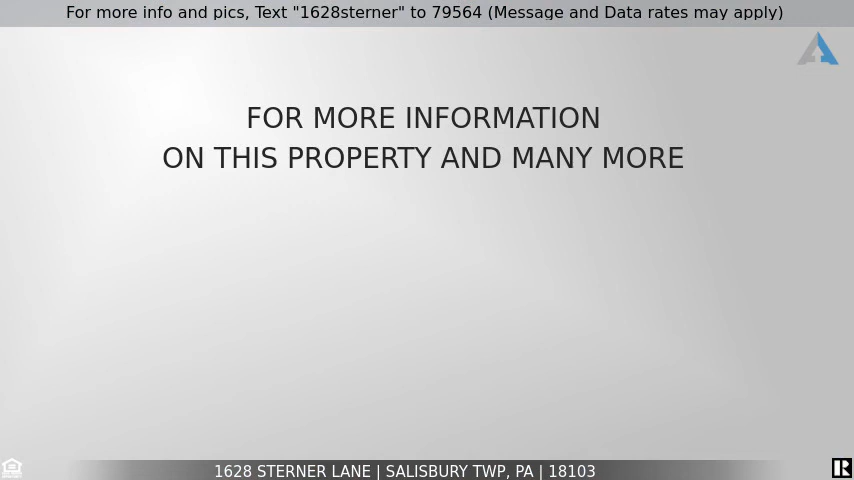 For more info and pics, Text "1628sterner" to 79564 (Message and Data rates may apply)
FOR MORE INFORMATION
ON THIS PROPERTY AND MANY MORE
1628 STERNER LANE | SALISBURY TWP, PA | 18103